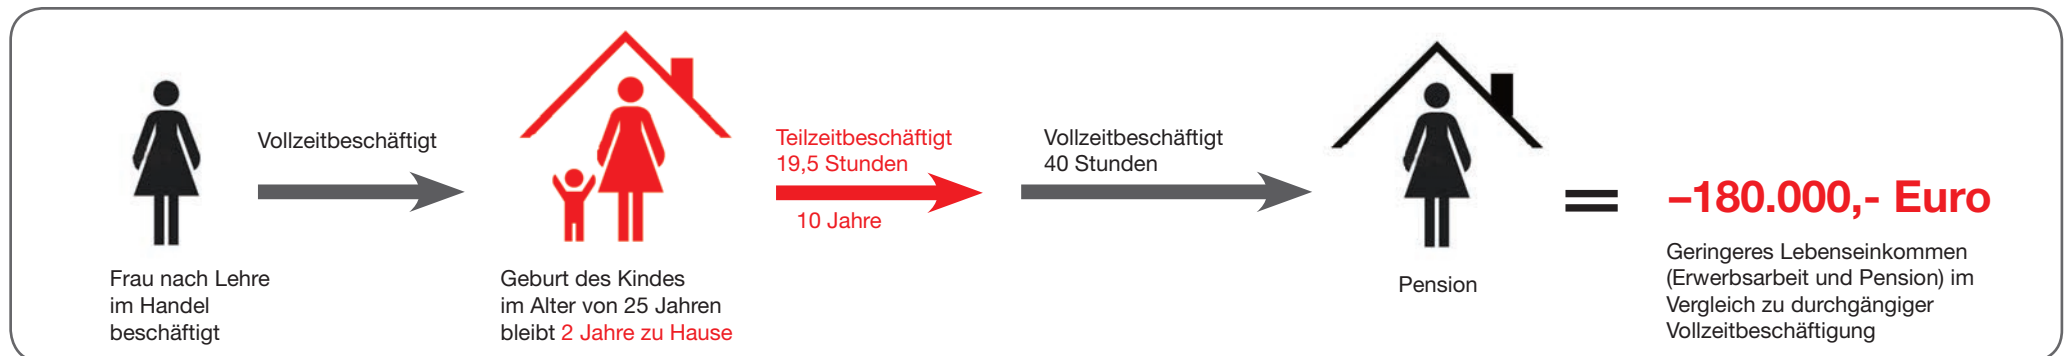 Frau nach Lehre
im Handel
beschäftigt
Vollzeitbeschäftigt
Geburt des Kindes
im Alter von 25 Jahren
bleibt 2 Jahre zu Hause
Teilzeitbeschäftigt
19,5 Stunden
10 Jahre
Vollzeitbeschäftigt
40 Stunden
Pension
=
–180.000,- Euro
Geringeres Lebenseinkommen
(Erwerbsarbeit und Pension) im
Vergleich zu durchgängiger
Vollzeitbeschäftigung